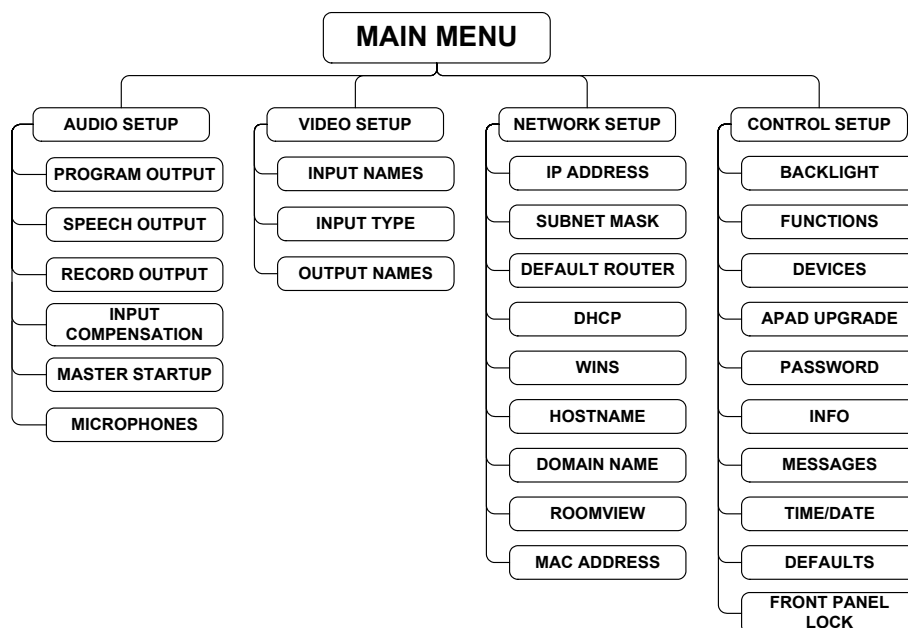 MAIN MENU
AUDIO SETUP
PROGRAM OUTPUT
SPEECH OUTPUT
RECORD OUTPUT
INPUT
COMPENSATION
MASTER STARTUP
MICROPHONES
VIDEO SETUP
INPUT NAMES
INPUT TYPE
OUTPUT NAMES
NETWORK SETUP
IP ADDRESS
SUBNET MASK
DEFAULT ROUTER
DHCP
WINS
HOSTNAME
DOMAIN NAME
ROOMVIEW
MAC ADDRESS
CONTROL SETUP
BACKLIGHT
FUNCTIONS
DEVICES
APAD UPGRADE
PASSWORD
INFO
MESSAGES
TIME/DATE
DEFAULTS
FRONT PANEL
LOCK